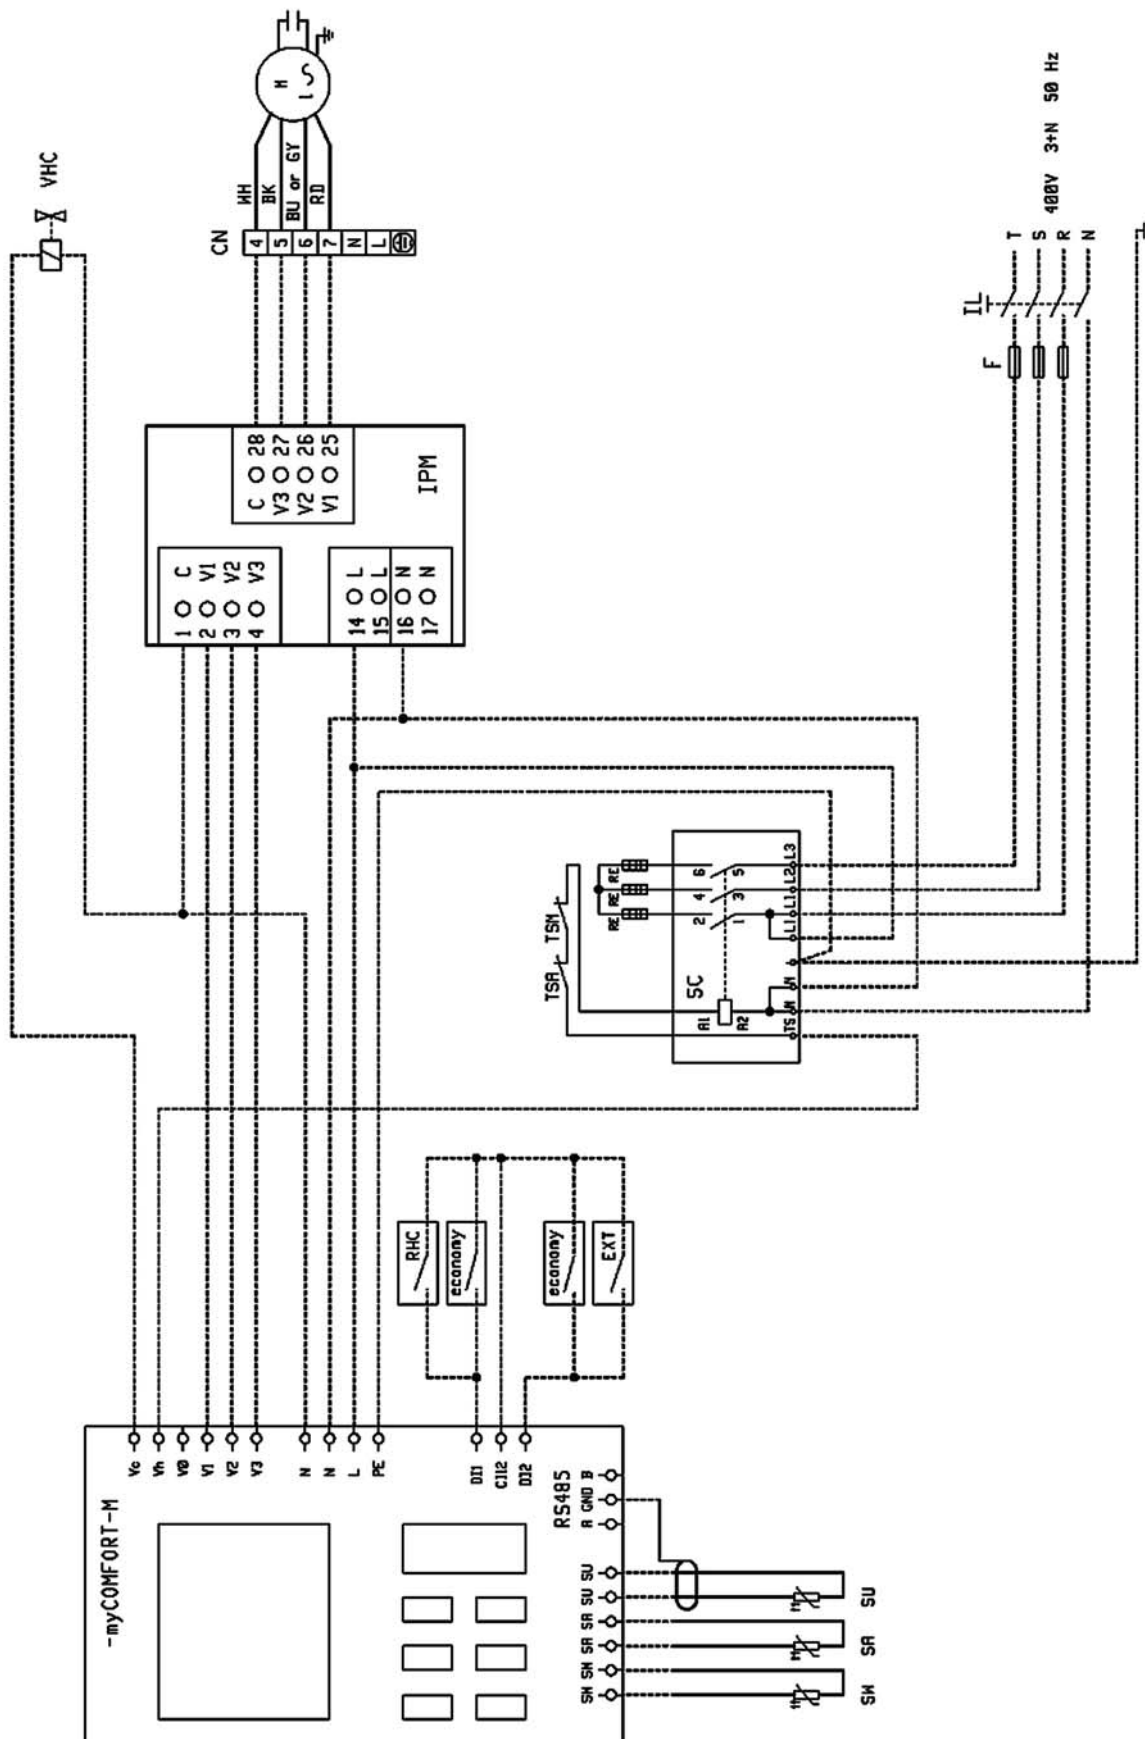 VHC
WH
BK
BU or GY
RD
CN
4
5
6
7
N
L
M
1
400V 3+N 50 Hz
T
S
R
N
IL
F
C 28
V3 27
V2 26
V1 25
IPM
1 C
2 V1
3 V2
4 V3
14 L
15 L
16 N
17 N
TSM
TSA
RE
RE
RE
2
4
6
1
3
5
SC
A1
A2
TS
N
N
L1
L1
L2
L3
RHC
economy
economy
EXT
-myCOMFORT-M
Vc
Vh
V0
V1
V2
V3
N
N
L
PE
DI1
CI12
DI2
RS485
B
GND
A
SU
SU
SA
SA
SW
SW
SU
SA
SW